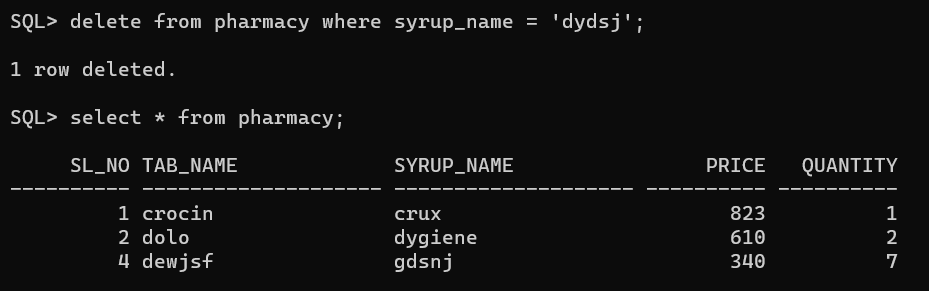 SQL> delete from pharmacy where syrup_name = 'dydsj';
1 row deleted.
SQL> select * from pharmacy;
SL_NO TAB_NAME SYRUP_NAME PRICE QUANTITY
---------- -------------------- -------------------- ---------- ----------
1 crocin crux 823 1
2 dolo dygiene 610 2
4 dewjsf gdsnj 340 7